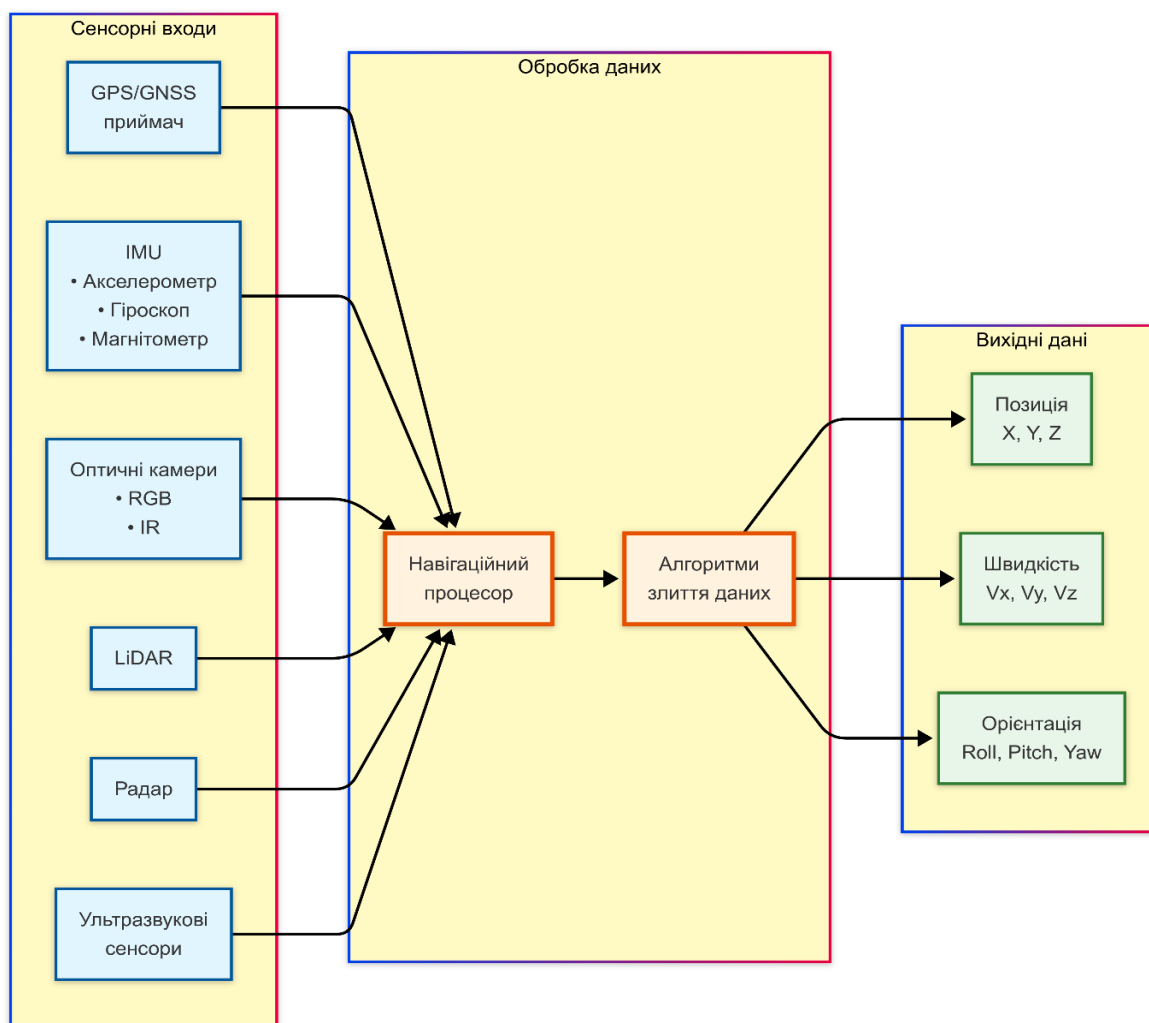 Сенсорні входи
GPS/GNSS
приймач
IMU
• Акселерометр
• Гіроскоп
• Магнітометр
Оптичні камери
• RGB
• IR
LiDAR
Радар
Ультразвукові
сенсори
Обробка даних
Навігаційний
процесор
Алгоритми
злиття даних
Вихідні дані
Позиція
X, Y, Z
Швидкість
Vx, Vy, Vz
Орієнтація
Roll, Pitch, Yaw